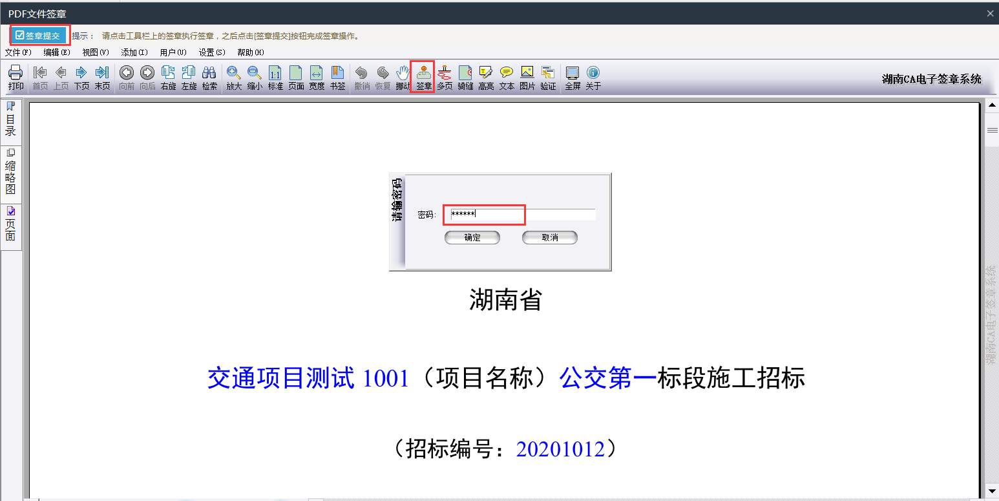 PDF文件签章
签章提交 提示： 请点击工具栏上的签章执行签章，之后点击[签章提交]按钮完成签章操作。
文件(F) 编辑(E) 视图(V) 添加(I) 用户(U) 设置(S) 帮助(H)
打印 首页 上页 下页 末页 向前 向后 右旋 左旋 检索 放大 缩小 标准 页面 宽度 书签 撤销 恢复 挪动 签章 多页 骑缝 高亮 文本 图片 验证 全屏 关于
湖南CA电子签章系统
目录
缩略图
页面
请输密码
密码: ******
确定 取消
湖南省
交通项目测试 1001（项目名称）公交第一标段施工招标
（招标编号：20201012）
湖南CA电子签章系统